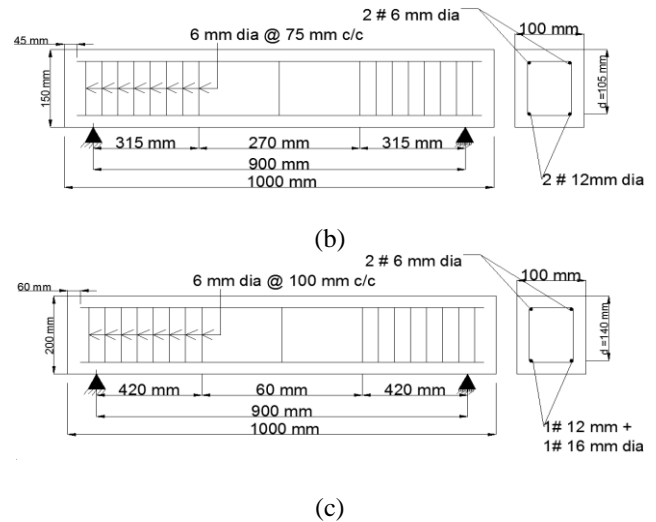 2 # 6 mm dia
45 mm
6 mm dia @ 75 mm c/c
100 mm
150 mm
d =105 mm
315 mm
270 mm
315 mm
900 mm
1000 mm
2 # 12mm dia
(b)
2 # 6 mm dia
60 mm
6 mm dia @ 100 mm c/c
100 mm
200 mm
d =140 mm
420 mm
60 mm
420 mm
900 mm
1000 mm
1# 12 mm +
1# 16 mm dia
(c)